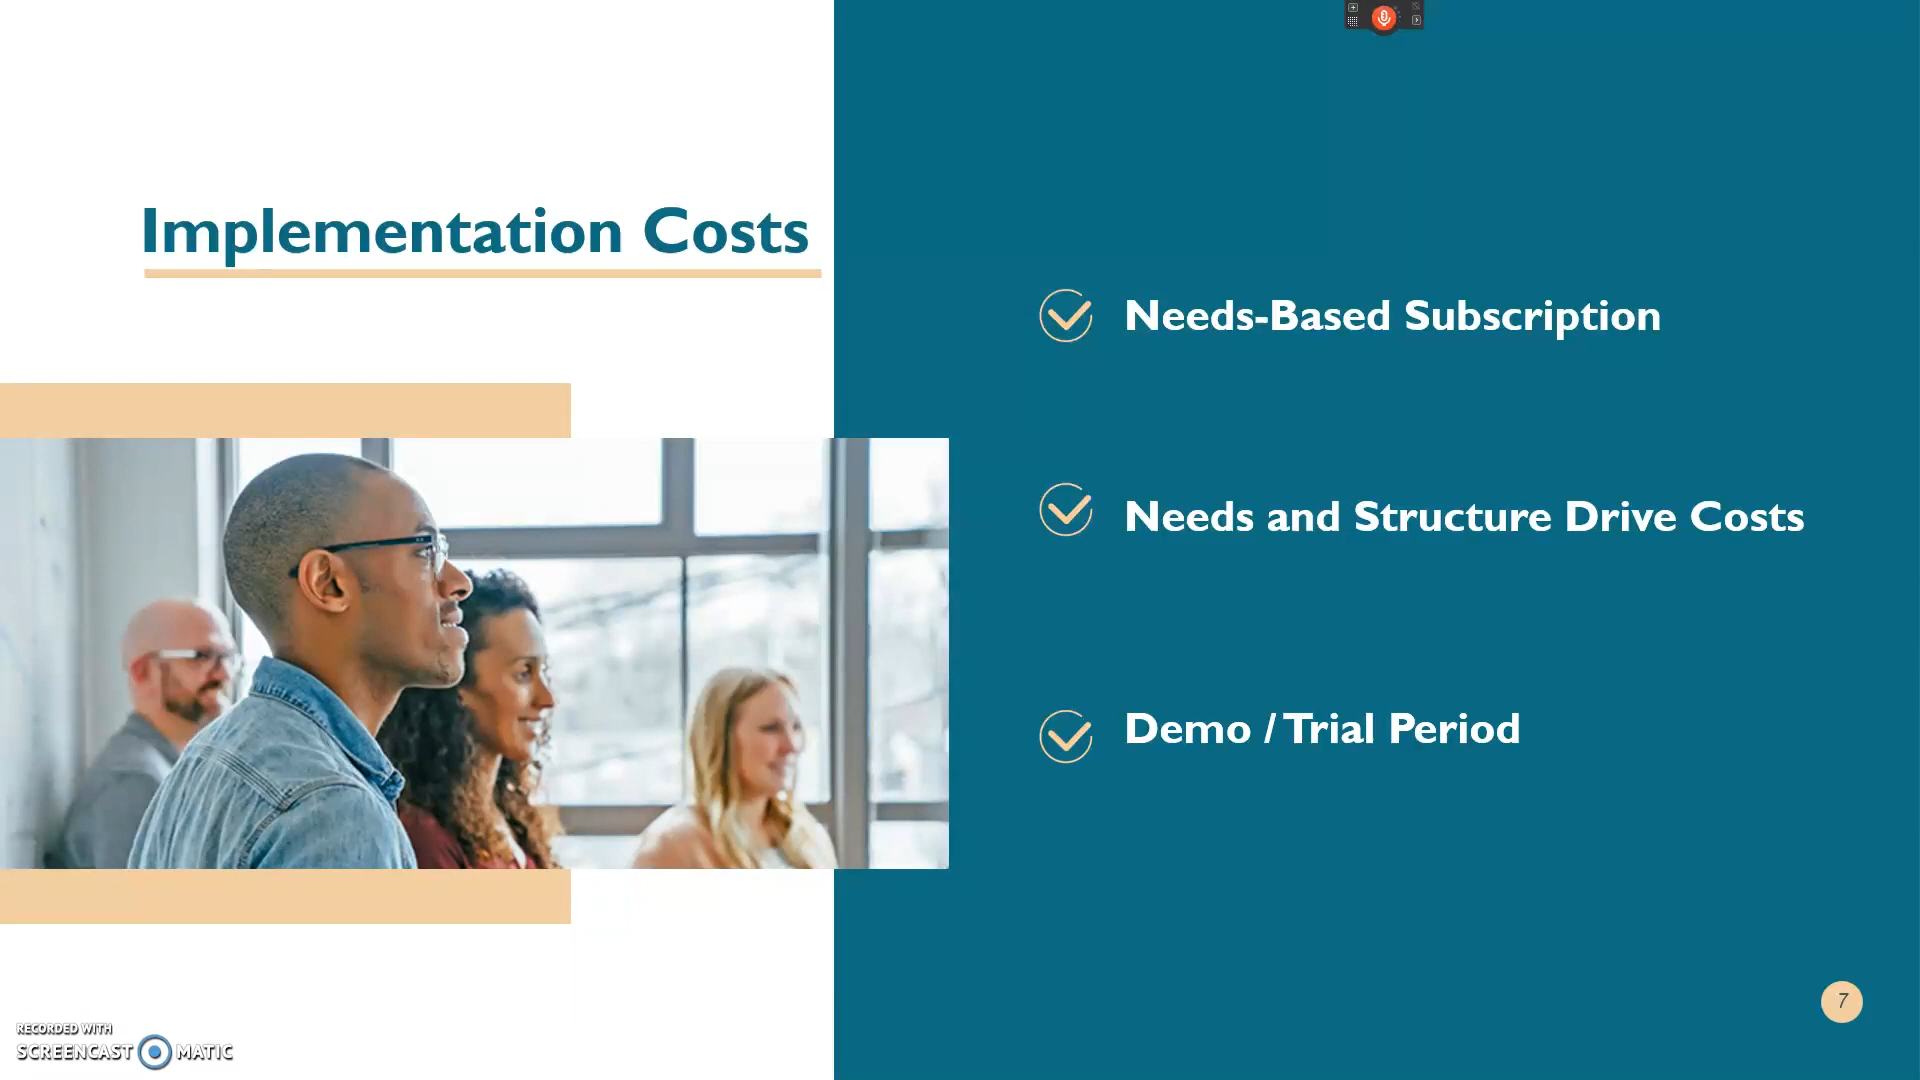 Implementation Costs
Needs-Based Subscription
Needs and Structure Drive Costs
Demo / Trial Period
7
RECORDED WITH
SCREENCAST MATIC